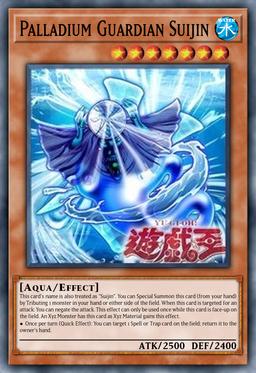 PALLADIUM GUARDIAN SUIJIN
WATER
水
YU-GI-OH!
遊戯王
[AQUA/EFFECT]
This card's name is also treated as "Suijin". You can Special Summon this card (from your hand)
by Tributing 1 monster in your hand or either side of the field. When this card is targeted for an
attack: You can negate the attack. This effect can only be used once while this card is face-up on
the field. An Xyz Monster has this card as Xyz Material gains this effect.
● Once per turn (Quick Effect): You can target 1 Spell or Trap card on the field: return it to the
owner's hand.
ATK/2500 DEF/2400